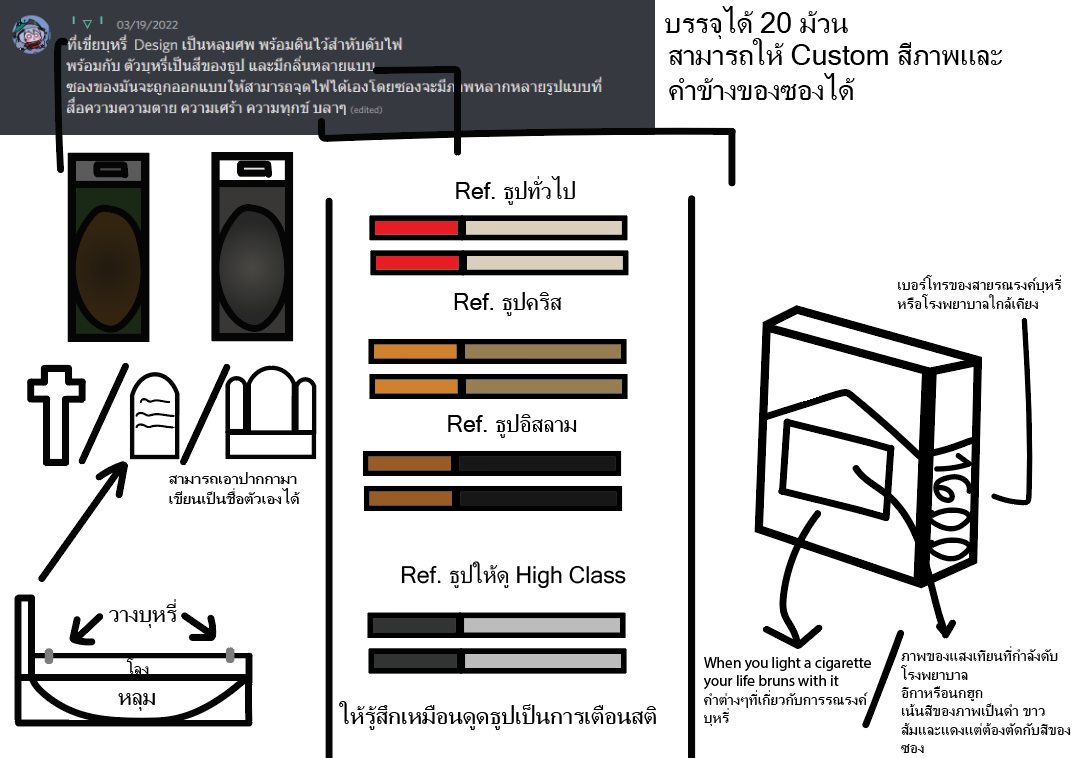 03/19/2022
ที่เขี่ยบุหรี่ Design เป็นหลุมศพ พร้อมดินไว้สำหับดับไฟ
พร้อมกับ ตัวบุหรี่เป็นสีของธูป และมีกลิ่นหลายแบบ
ซองของมันจะถูกออกแบบให้สามารถจุดไฟได้เองโดยซองจะมีภาพหลากหลายรูปแบบที่
สื่อความความตาย ความเศร้า ความทุกข์ บลาๆ (edited)
บรรจุได้ 20 ม้วน
สามารถให้ Custom สีภาพและ
คำข้างของซองได้
Ref. ธูปทั่วไป
Ref. ธูปคริส
Ref. ธูปอิสลาม
Ref. ธูปให้ดู High Class
ให้รู้สึกเหมือนดูดธูปเป็นการเตือนสติ
สามารถเอาปากกามา
เขียนเป็นชื่อตัวเองได้
วางบุหรี่
โลง
หลุม
เบอร์โทรของสายรณรงค์บุหรี่
หรือโรงพยาบาลใกล้เคียง
1600
When you light a cigarette
your life bruns with it
คำต่างๆที่เกี่ยวกับการรณรงค์
บุหรี่
ภาพของแสงเทียนที่กำลังดับ
โรงพยาบาล
อีกาหรือนกฮูก
เน้นสีของภาพเป็นดำ ขาว
ส้มและแดงแต่ต้องตัดกับสีของ
ซอง